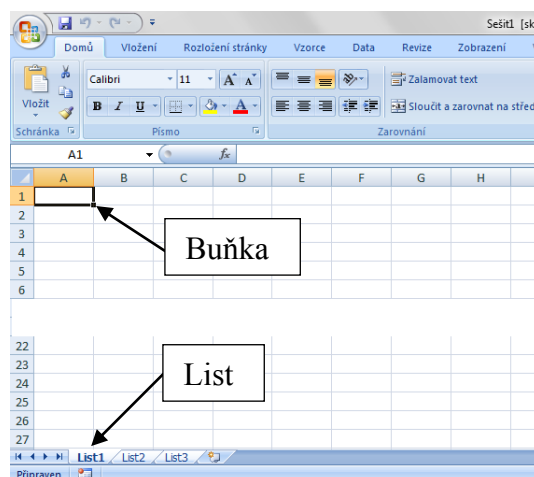 Sešit1 [sk
Domů Vložení Rozložení stránky Vzorce Data Revize Zobrazení
Vložit
Calibri 11 A A Zalamovat text
B I U A Sloučit a zarovnat na střed
Schránka Písmo Zarovnání
A1 fx
A B C D E F G H
1
2
3
Buňka
4
5
6
22
23
List
24
25
26
27
List1 List2 List3
Připraven